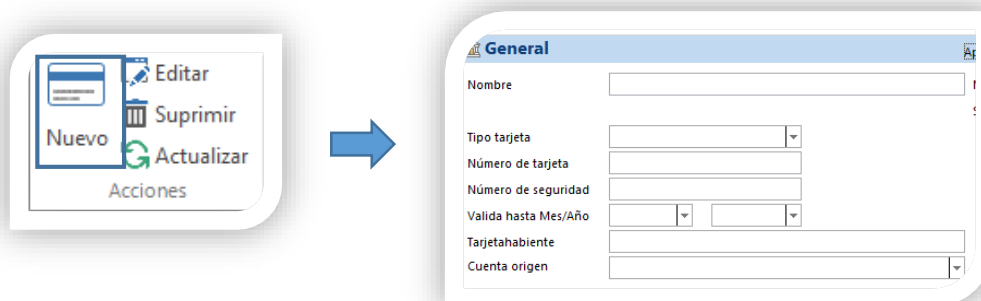 Nuevo
Editar
Suprimir
Actualizar
Acciones
General
Nombre
Tipo tarjeta
Número de tarjeta
Número de seguridad
Valida hasta Mes/Año
Tarjetahabiente
Cuenta origen